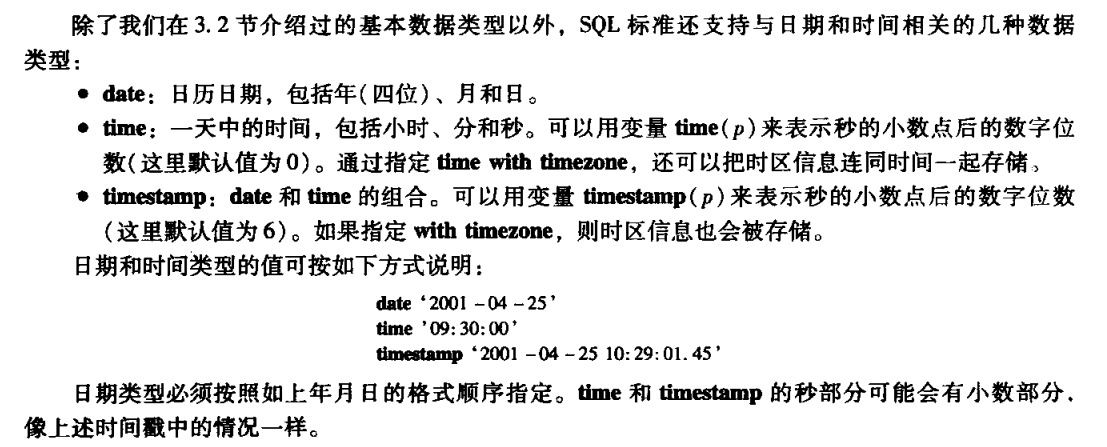 除了我们在3.2节介绍过的基本数据类型以外，SQL 标准还支持与日期和时间相关的几种数据
类型：
● date：日历日期，包括年(四位)、月和日。
● time：一天中的时间，包括小时、分和秒。可以用变量 time(p)来表示秒的小数点后的数字位
数(这里默认值为0)。通过指定 time with timezone，还可以把时区信息连同时间一起存储。
● timestamp：date 和 time 的组合。可以用变量 timestamp(p)来表示秒的小数点后的数字位数
(这里默认值为6)。如果指定 with timezone，则时区信息也会被存储。
日期和时间类型的值可按如下方式说明：
date ‘2001-04-25’
time ’09:30:00’
timestamp ‘2001-04-25 10:29:01.45’
日期类型必须按照如上年月日的格式顺序指定。time 和 timestamp 的秒部分可能会有小数部分，
像上述时间戳中的情况一样。